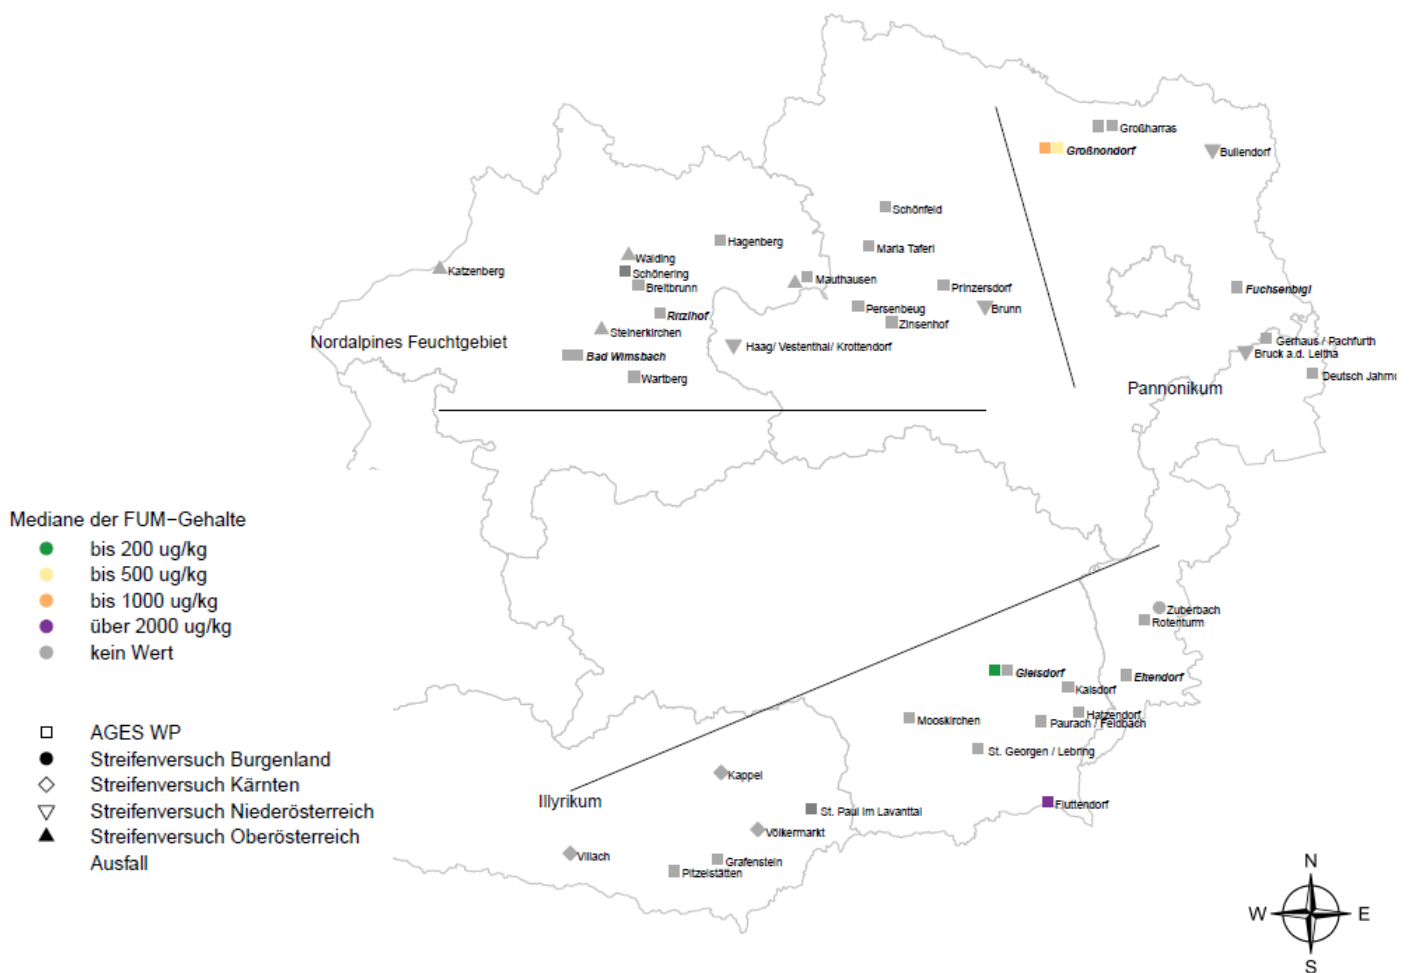 Großharras
Großnondorf
Bullendorf
Schönfeld
Hagenberg
Maria Taferl
Walding
Katzenberg
Schönering
Mauthausen
Breitbrunn
Prinzersdorf
Fuchsenbigl
Persenbeug
Brunn
Ritzlhof
Zinsenhof
Steinerkirchen
Nordalpines Feuchtgebiet
Haag/ Vestenthal/ Krottendorf
Gerhaus / Pachfurth
Bruck a.d. Leitha
Bad Wimsbach
Wartberg
Deutsch Jahrn
Pannonikum
Mediane der FUM-Gehalte
bis 200 ug/kg
bis 500 ug/kg
bis 1000 ug/kg
über 2000 ug/kg
kein Wert
Zuberbach
Rotenturm
Gleisdorf
Eltendorf
Kalsdorf
Hatzendorf
Mooskirchen
Paurach / Feldbach
St. Georgen / Lebring
AGES WP
Streifenversuch Burgenland
Streifenversuch Kärnten
Streifenversuch Niederösterreich
Streifenversuch Oberösterreich
Ausfall
Kappel
Illyrikum
Fluttendorf
St. Paul im Lavanttal
Völkermarkt
Villach
Grafenstein
Pitzelstätten
N
W
E
S